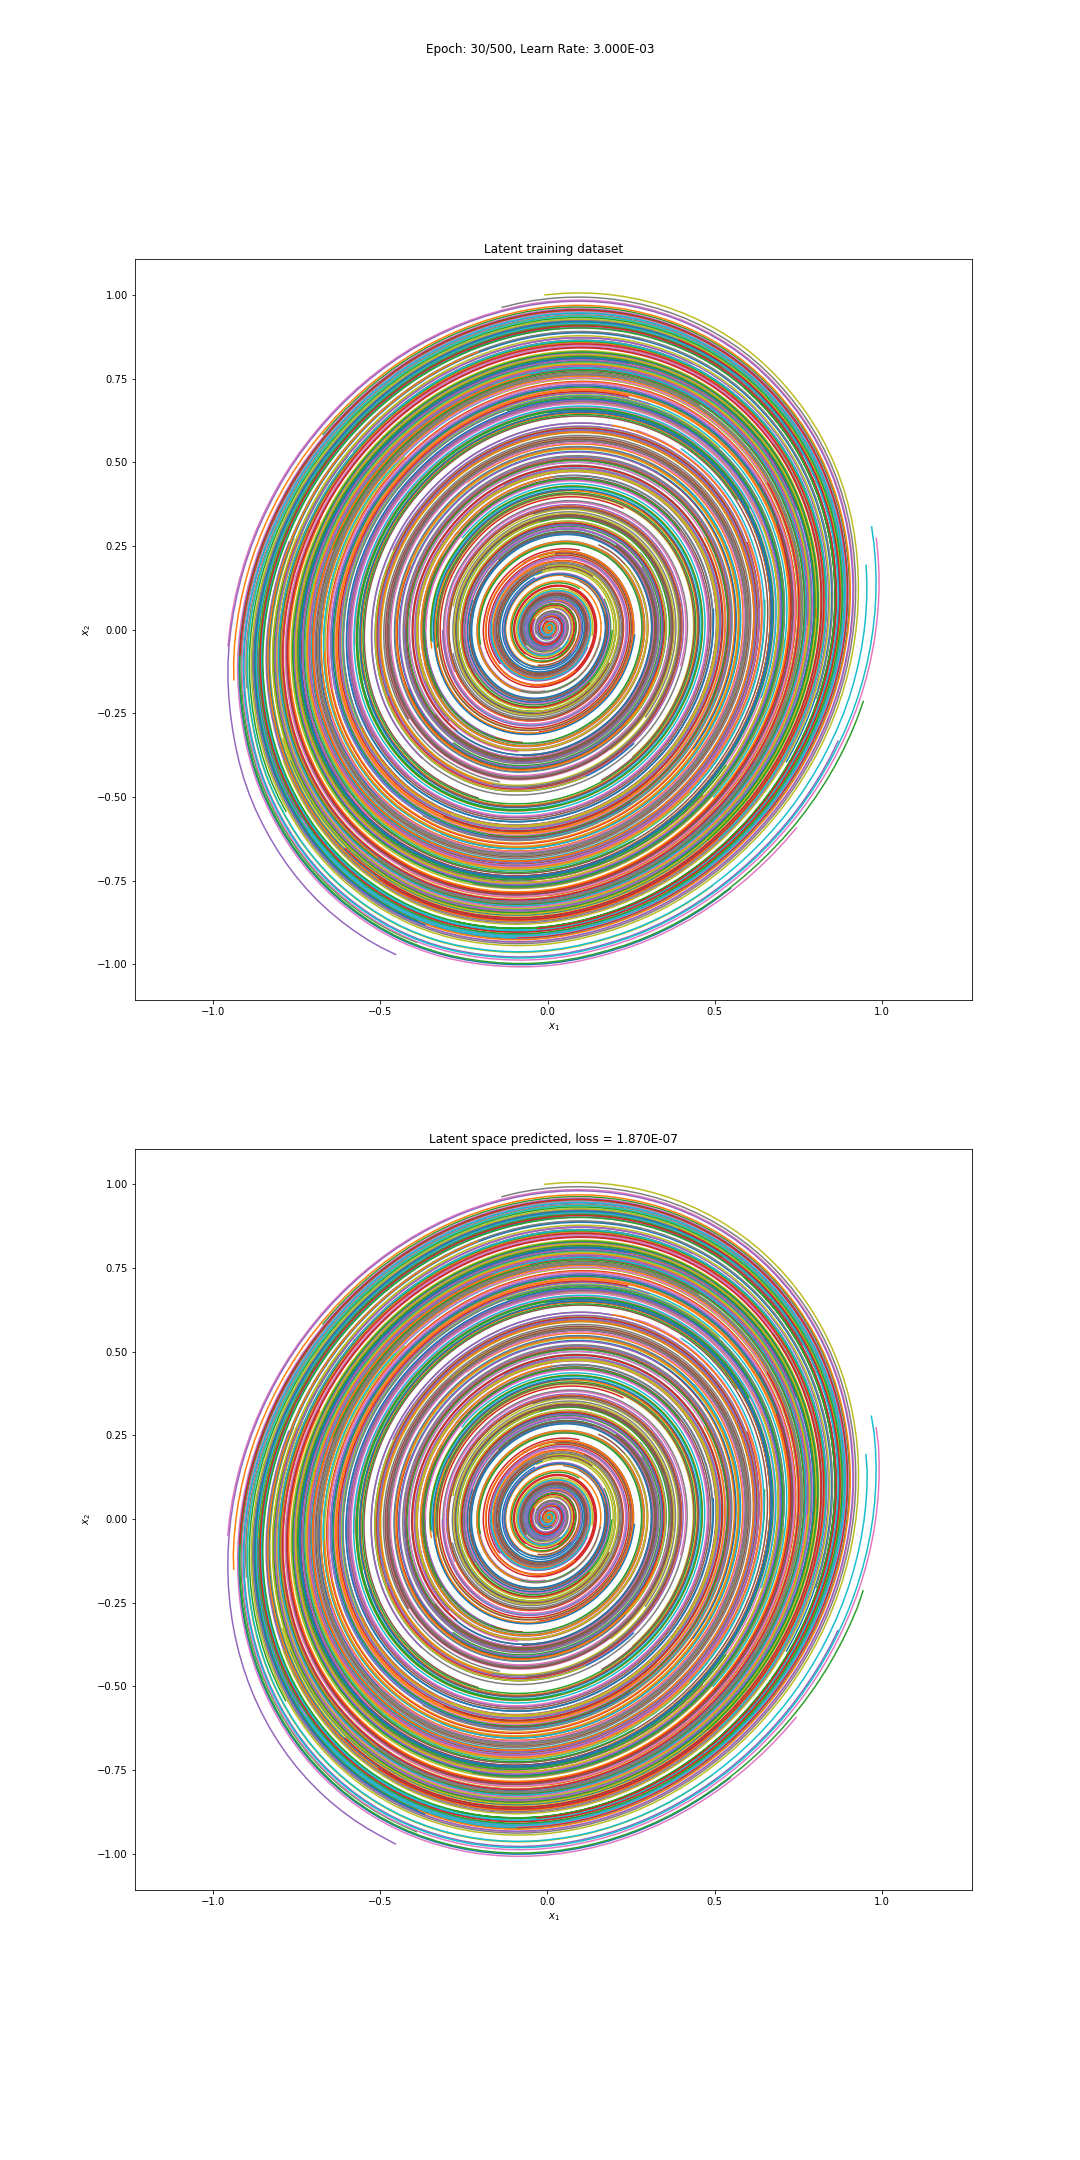 Epoch: 30/500, Learn Rate: 3.000E-03
Latent training dataset
1.00
0.75
0.50
0.25
0.00
−0.25
−0.50
−0.75
−1.00
x₂
−1.0 −0.5 0.0 0.5 1.0
x₁
Latent space predicted, loss = 1.870E-07
1.00
0.75
0.50
0.25
0.00
−0.25
−0.50
−0.75
−1.00
x₂
−1.0 −0.5 0.0 0.5 1.0
x₁